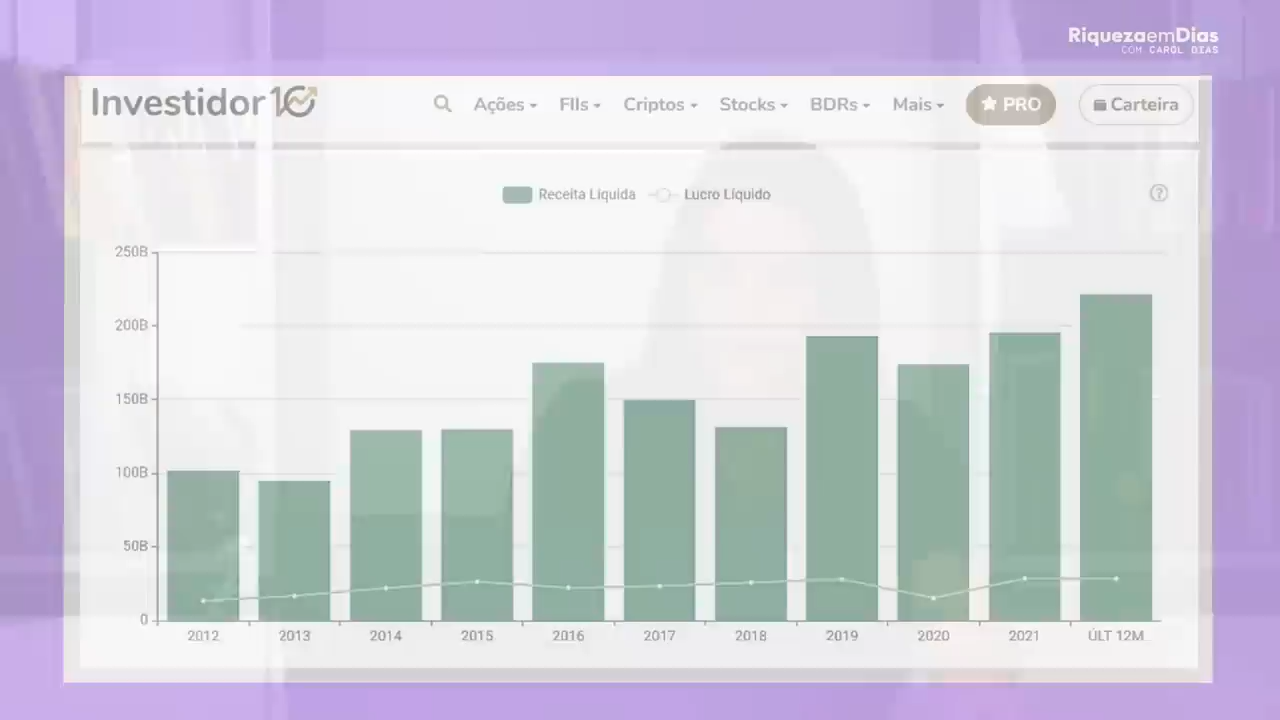 RiquezaemDias
COM CAROL DIAS
Investidor10
Ações FIIs Criptos Stocks BDRs Mais PRO Carteira
Receita Líquida Lucro Líquido
250B
200B
150B
100B
50B
0
2012 2013 2014 2015 2016 2017 2018 2019 2020 2021 ÚLT 12M